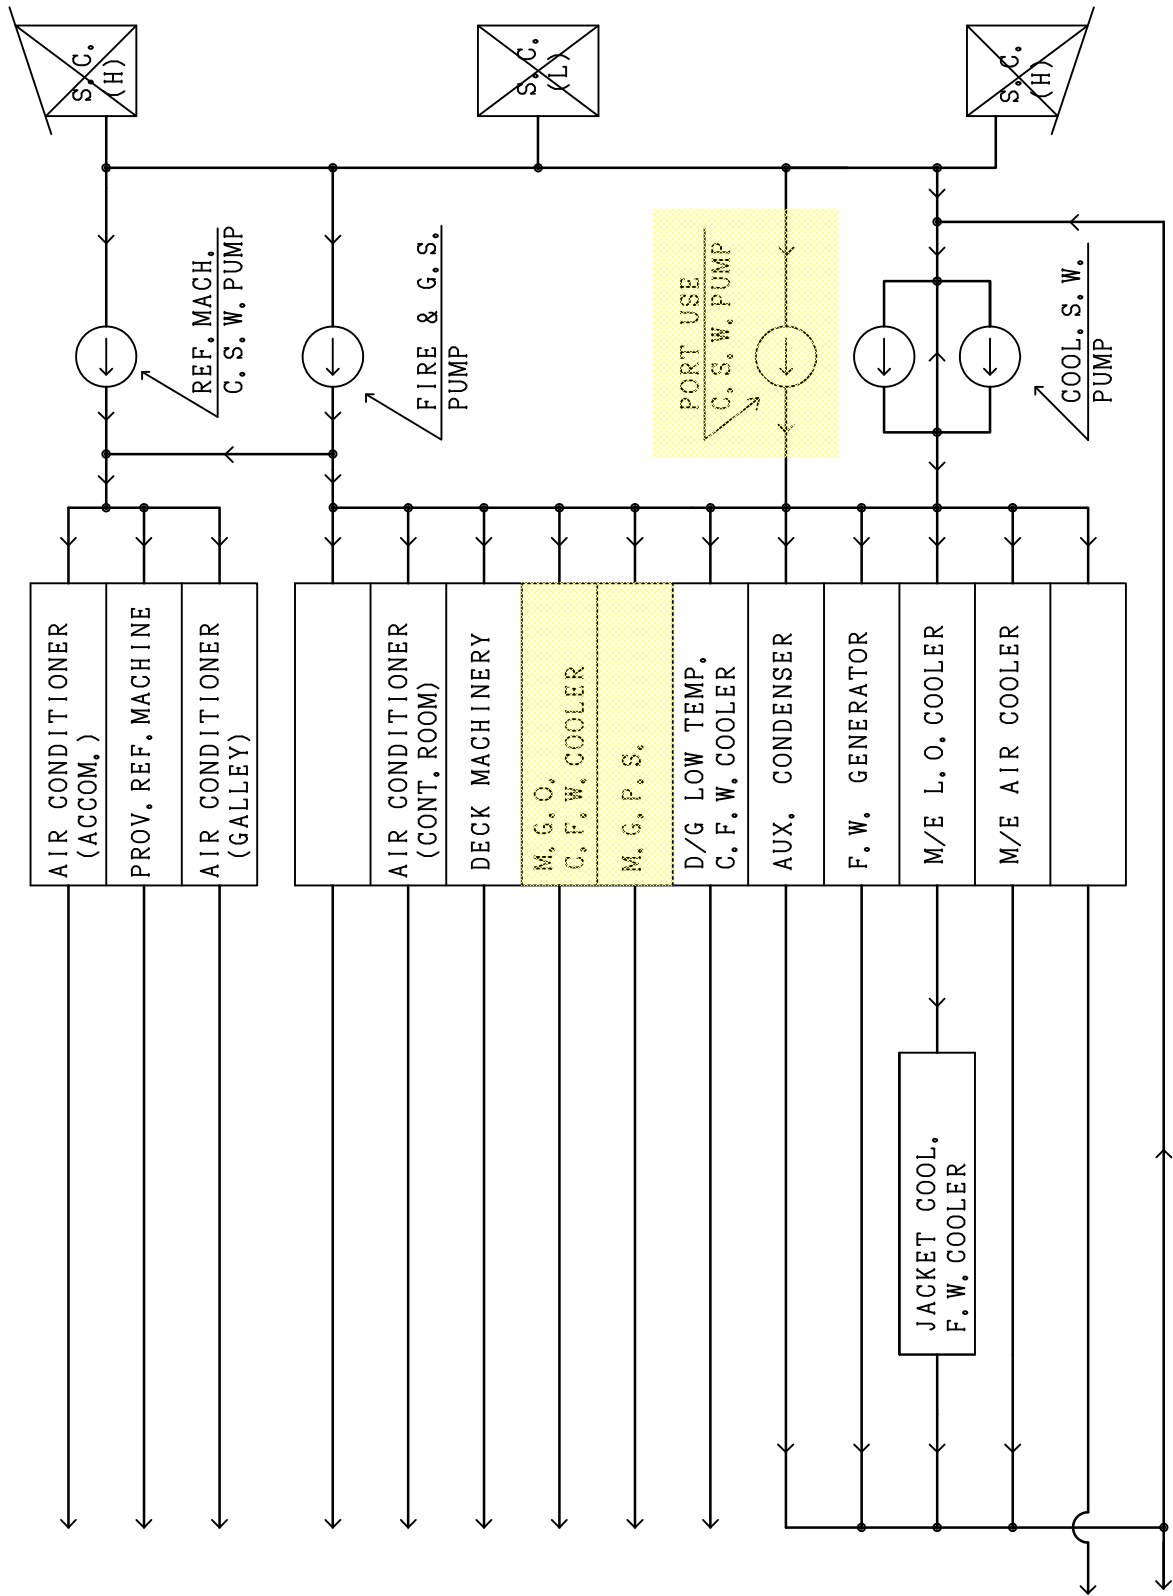 S.C.
(H)
S.C.
(L)
S.C.
(H)
REF.MACH.
C.S.W.PUMP
FIRE & G.S.
PUMP
PORT USE
C.S.W.PUMP
COOL.S.W.
PUMP
AIR CONDITIONER
(ACCOM.)
PROV.REF.MACHINE
AIR CONDITIONER
(GALLEY)
AIR CONDITIONER
(CONT.ROOM)
DECK MACHINERY
M.G.O.
C.F.W.COOLER
M.G.P.S.
D/G LOW TEMP.
C.F.W.COOLER
AUX. CONDENSER
F.W. GENERATOR
M/E L.O.COOLER
M/E AIR COOLER
JACKET COOL.
F.W.COOLER